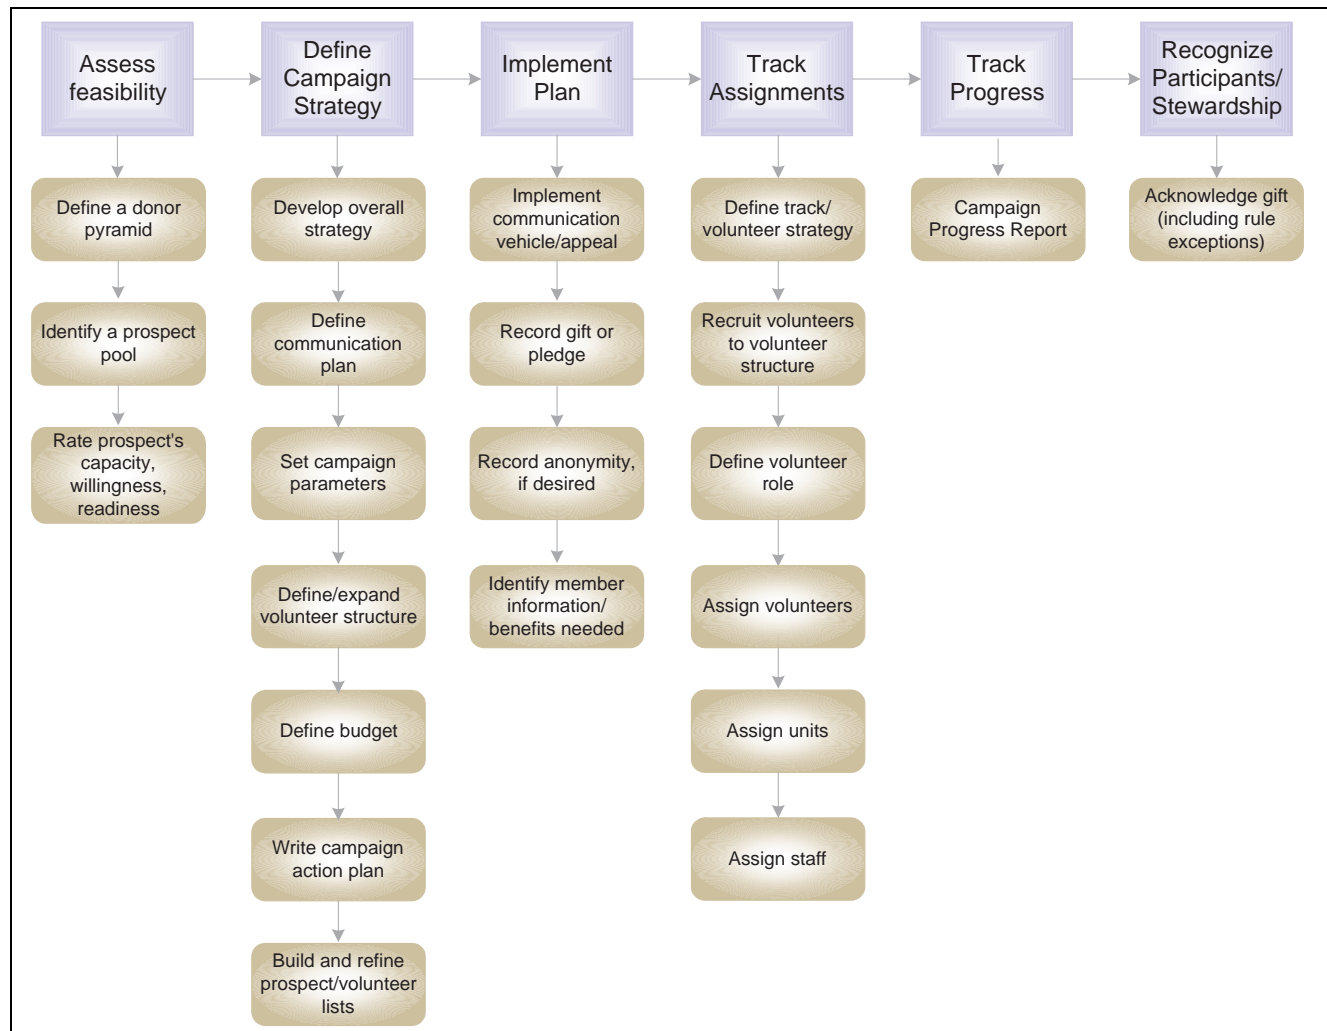 Assess
feasibility
Define
Campaign
Strategy
Implement
Plan
Track
Assignments
Track
Progress
Recognize
Participants/
Stewardship
Define a donor
pyramid
Identify a prospect
pool
Rate prospect's
capacity,
willingness,
readiness
Develop overall
strategy
Define
communication
plan
Set campaign
parameters
Define/expand
volunteer structure
Define budget
Write campaign
action plan
Build and refine
prospect/volunteer
lists
Implement
communication
vehicle/appeal
Record gift or
pledge
Record anonymity,
if desired
Identify member
information/
benefits needed
Define track/
volunteer strategy
Recruit volunteers
to volunteer
structure
Define volunteer
role
Assign volunteers
Assign units
Assign staff
Campaign
Progress Report
Acknowledge gift
(including rule
exceptions)